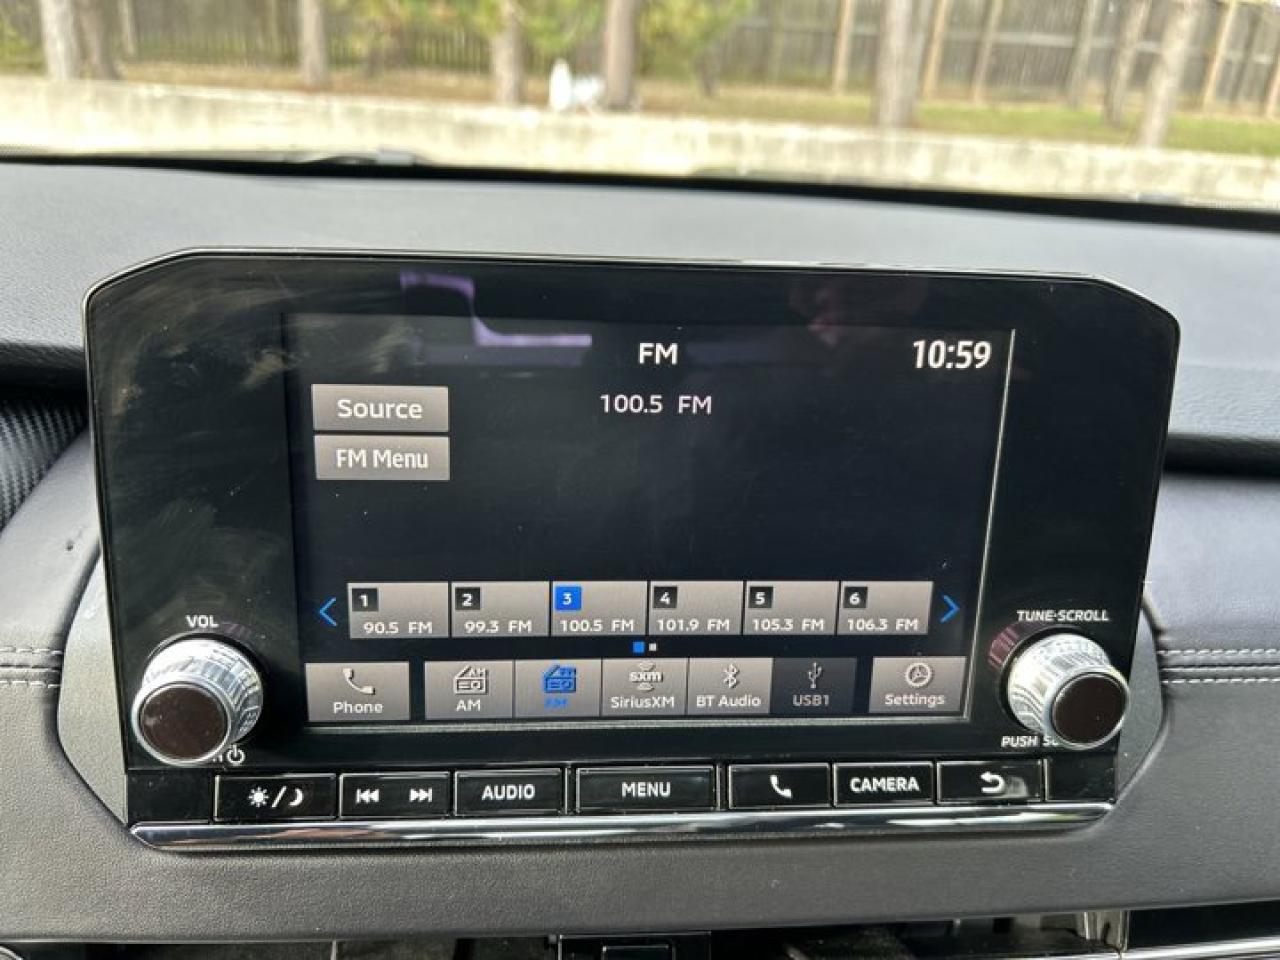 FM
10:59
Source
100.5 FM
FM Menu
1
90.5 FM
2
99.3 FM
3
100.5 FM
4
101.9 FM
5
105.3 FM
6
106.3 FM
VOL
TUNE·SCROLL
Phone
AM
AM
FM
sxm
SiriusXM
BT Audio
USB1
Settings
PUSH
AUDIO
MENU
CAMERA